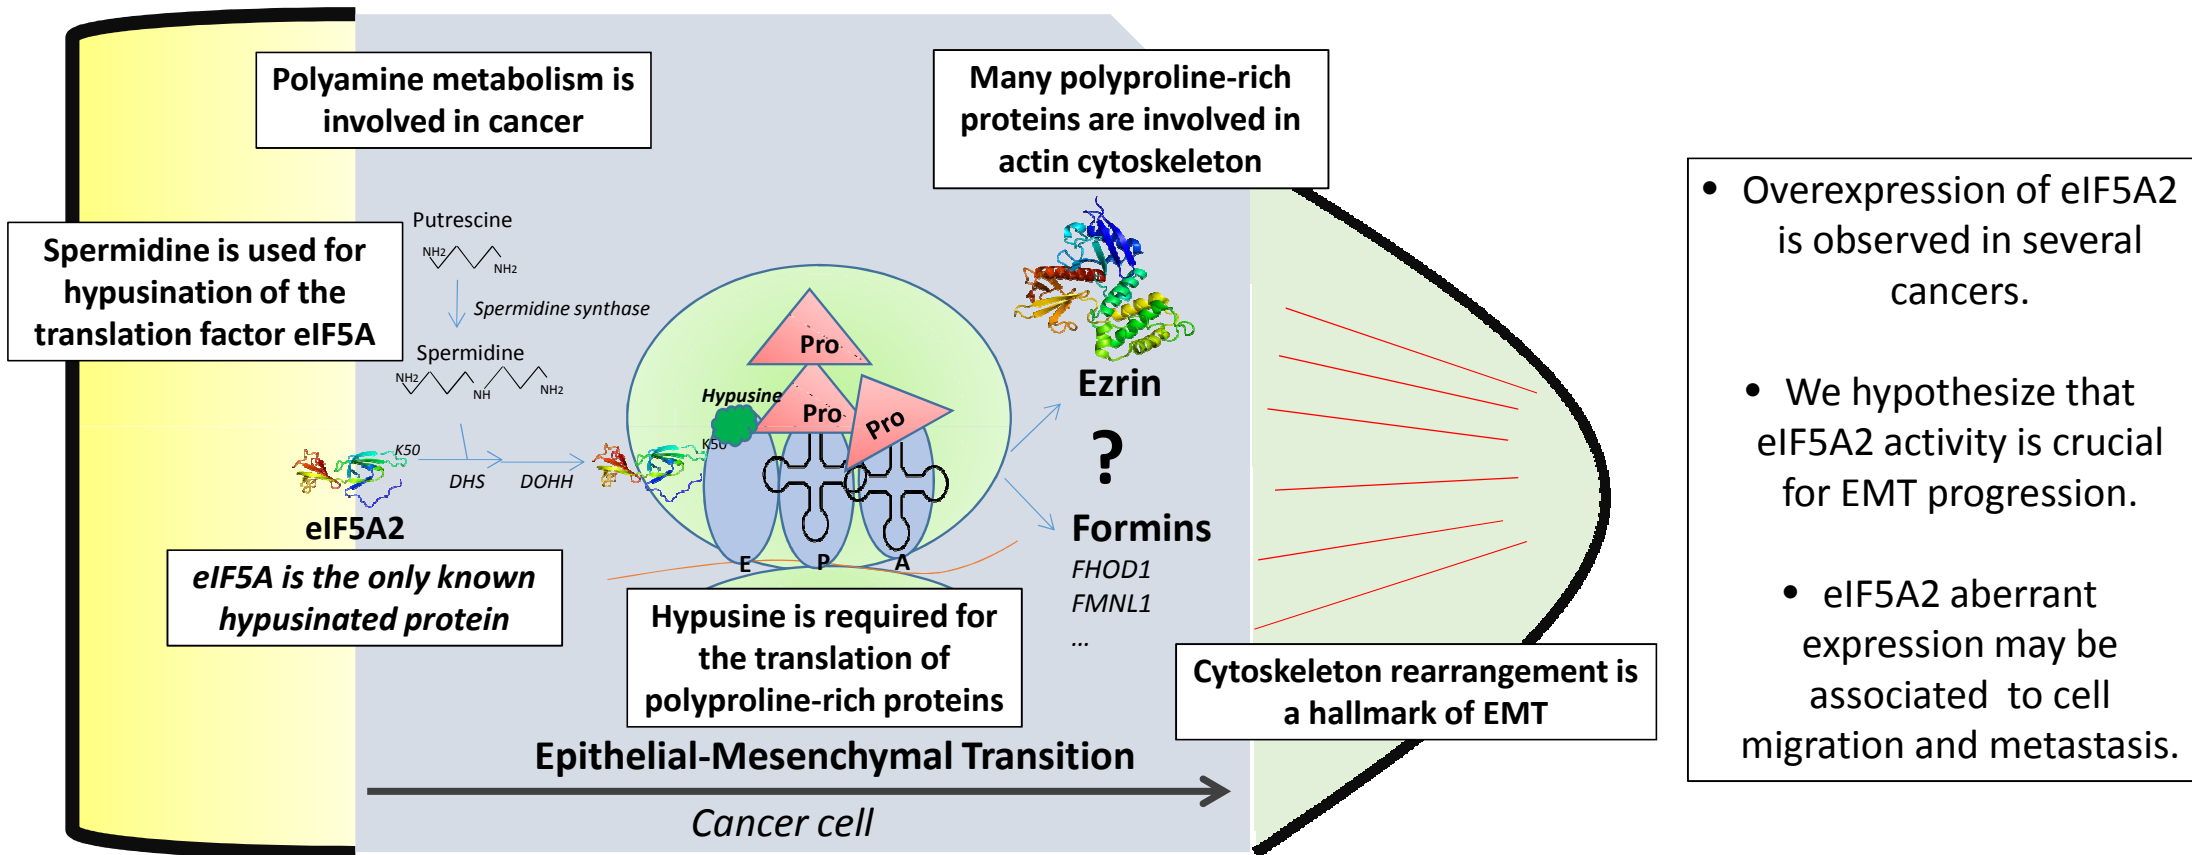 Polyamine metabolism is
involved in cancer
Many polyproline-rich
proteins are involved in
actin cytoskeleton
Spermidine is used for
hypusination of the
translation factor eIF5A
Putrescine
NH2
NH2
Spermidine synthase
Spermidine
NH2
NH
NH2
K50
DHS
DOHH
eIF5A2
eIF5A is the only known
hypusinated protein
Hypusine
K50
Pro
Pro
Pro
E
P
A
Hypusine is required for
the translation of
polyproline-rich proteins
Ezrin
?
Formins
FHOD1
FMNL1
...
Cytoskeleton rearrangement is
a hallmark of EMT
Epithelial-Mesenchymal Transition
Cancer cell
• Overexpression of eIF5A2
is observed in several
cancers.
• We hypothesize that
eIF5A2 activity is crucial
for EMT progression.
• eIF5A2 aberrant
expression may be
associated to cell
migration and metastasis.